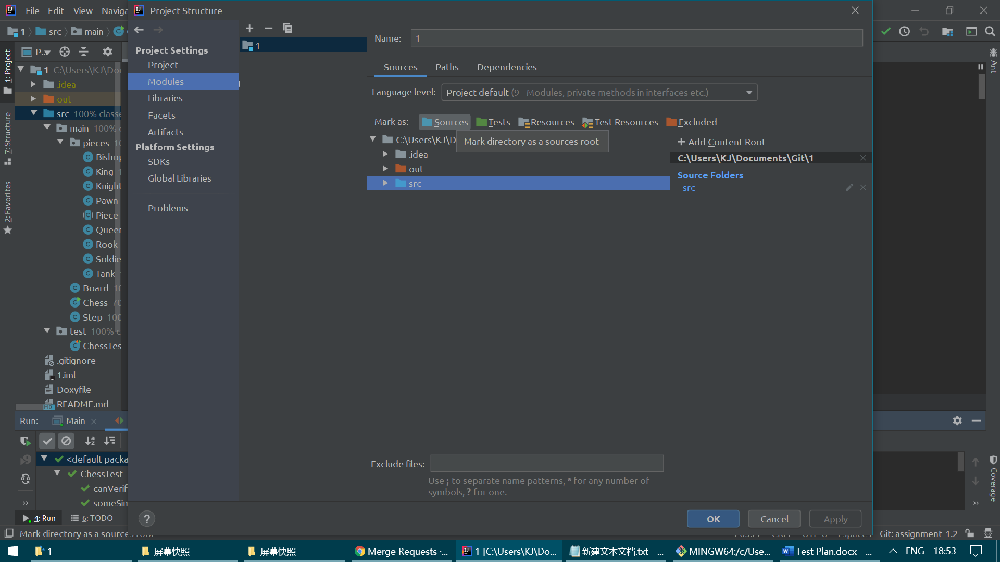 File Edit View Naviga
Project Structure
1 src main
P..
1: Project
7: Structure
2: Favorites
1 C:\Users\KJ\Doc
.idea
out
src 100% classe
main 100% c
pieces 10
Bishop
King 1
Knight
Pawn
Piece
Queen
Rook
Soldie
Tank
Board 10
Chess 70
Step 100
test 100% c
ChessTes
.gitignore
1.iml
Doxyfile
README.md
Run: Main
<default packa
ChessTest
canVerif
someSim
4: Run 6: TODO
Mark directory as a sources root
Project Settings
Project
Modules
Libraries
Facets
Artifacts
Platform Settings
SDKs
Global Libraries
Problems
1
Name: 1
Sources Paths Dependencies
Language level: Project default (9 - Modules, private methods in interfaces etc.)
Mark as: Sources Tests Resources Test Resources Excluded
C:\Users\KJ\D
Mark directory as a sources root
.idea
out
src
+ Add Content Root
C:\Users\KJ\Documents\Git\1
Source Folders
src
Exclude files:
Use ; to separate name patterns, * for any number of
symbols, ? for one.
?
OK Cancel Apply
Ant
Coverage
Git: assignment-1.2
1 屏幕快照 屏幕快照 Merge Requests ·... 1 [C:\Users\KJ\Do... 新建文本文档.txt - ... MINGW64:/c/Use... Test Plan.docx - ... ENG 18:53